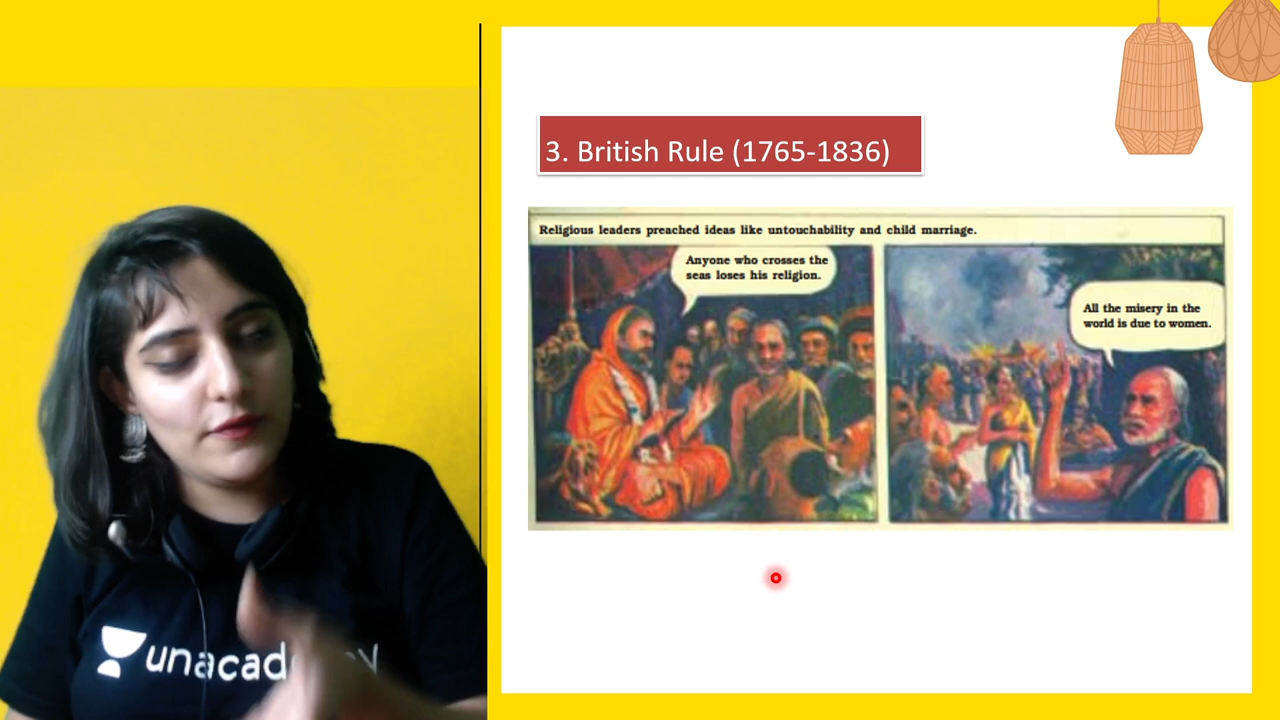 3. British Rule (1765-1836)
Religious leaders preached ideas like untouchability and child marriage.
Anyone who crosses the
seas loses his religion.
All the misery in the
world is due to women.
unacademy